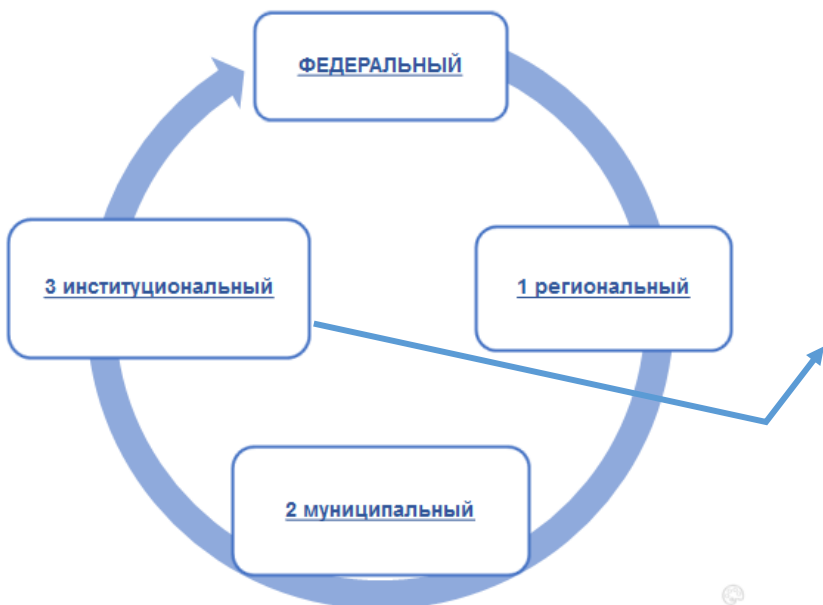 ФЕДЕРАЛЬНЫЙ
3 институциональный
1 региональный
2 муниципальный